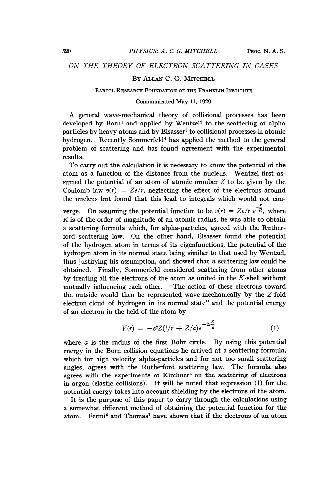 520 PHYSICS: A. C. G. MITCHELL PROC. N. A. S.
ON THE THEORY OF ELECTRON SCATTERING IN GASES
BY ALLAN C. G. MITCHELL
BARTOL RESEARCH FOUNDATION OF THE FRANKLIN INSTITUTE
Communicated May 11, 1929
A general wave-mechanical theory of collisional processes has been
developed by Born and applied by Wentzel to the scattering of alpha
particles by heavy atoms and by Elsasser to collisional processes in atomic
hydrogen. Recently Sommerfeld has applied the method to the general
problem of scattering and has found agreement with the experimental
results.
To carry out the calculation it is necessary to know the potential of the
atom as a function of the distance from the nucleus. Wentzel first as-
sumed the potential of an atom of atomic number Z to be given by the
Coulomb's law v(r) = Ze/r, neglecting the effect of the electrons around
the nucleus but found that this lead to integrals which would not con-
verge. On assuming the potential function to be v(r) = Ze/r e^{-r/R}, where
R is of the order of magnitude of an atomic radius, he was able to obtain
a scattering formula which, for alpha-particles, agreed with the Ruther-
ford scattering law. On the other hand, Elsasser found the potential
of the hydrogen atom in terms of its eigenfunctions, the potential of the
hydrogen atom in its normal state being similar to that used by Wentzel,
thus justifying his assumption, and showed that a scattering law could be
obtained. Finally, Sommerfeld considered scattering from other atoms
by treating all the electrons of the atom as united in the K-shell without
mutually influencing each other. "The action of these electrons toward
the outside would then be represented wave-mechanically by the Z-fold
electron cloud of hydrogen in its normal state" and the potential energy
of an electron in the field of the atom by
V(r) = -e²Z(1/r + Z/a)e^{-2Zr/a} (1)
where a is the radius of the first Bohr circle. By using this potential
energy in the Born collision equations he arrived at a scattering formula,
which for high velocity alpha-particles and for not too small scattering
angles, agrees with the Rutherford scattering law. The formula also
agrees with the experiments of Kirchner on the scattering of electrons
in argon (elastic collisions). It will be noted that expression (1) for the
potential energy takes into account shielding by the electrons of the atom.
It is the purpose of this paper to carry through the calculations using
a somewhat different method of obtaining the potential function for the
atom. Fermi and Thomas have shown that if the electrons of an atom